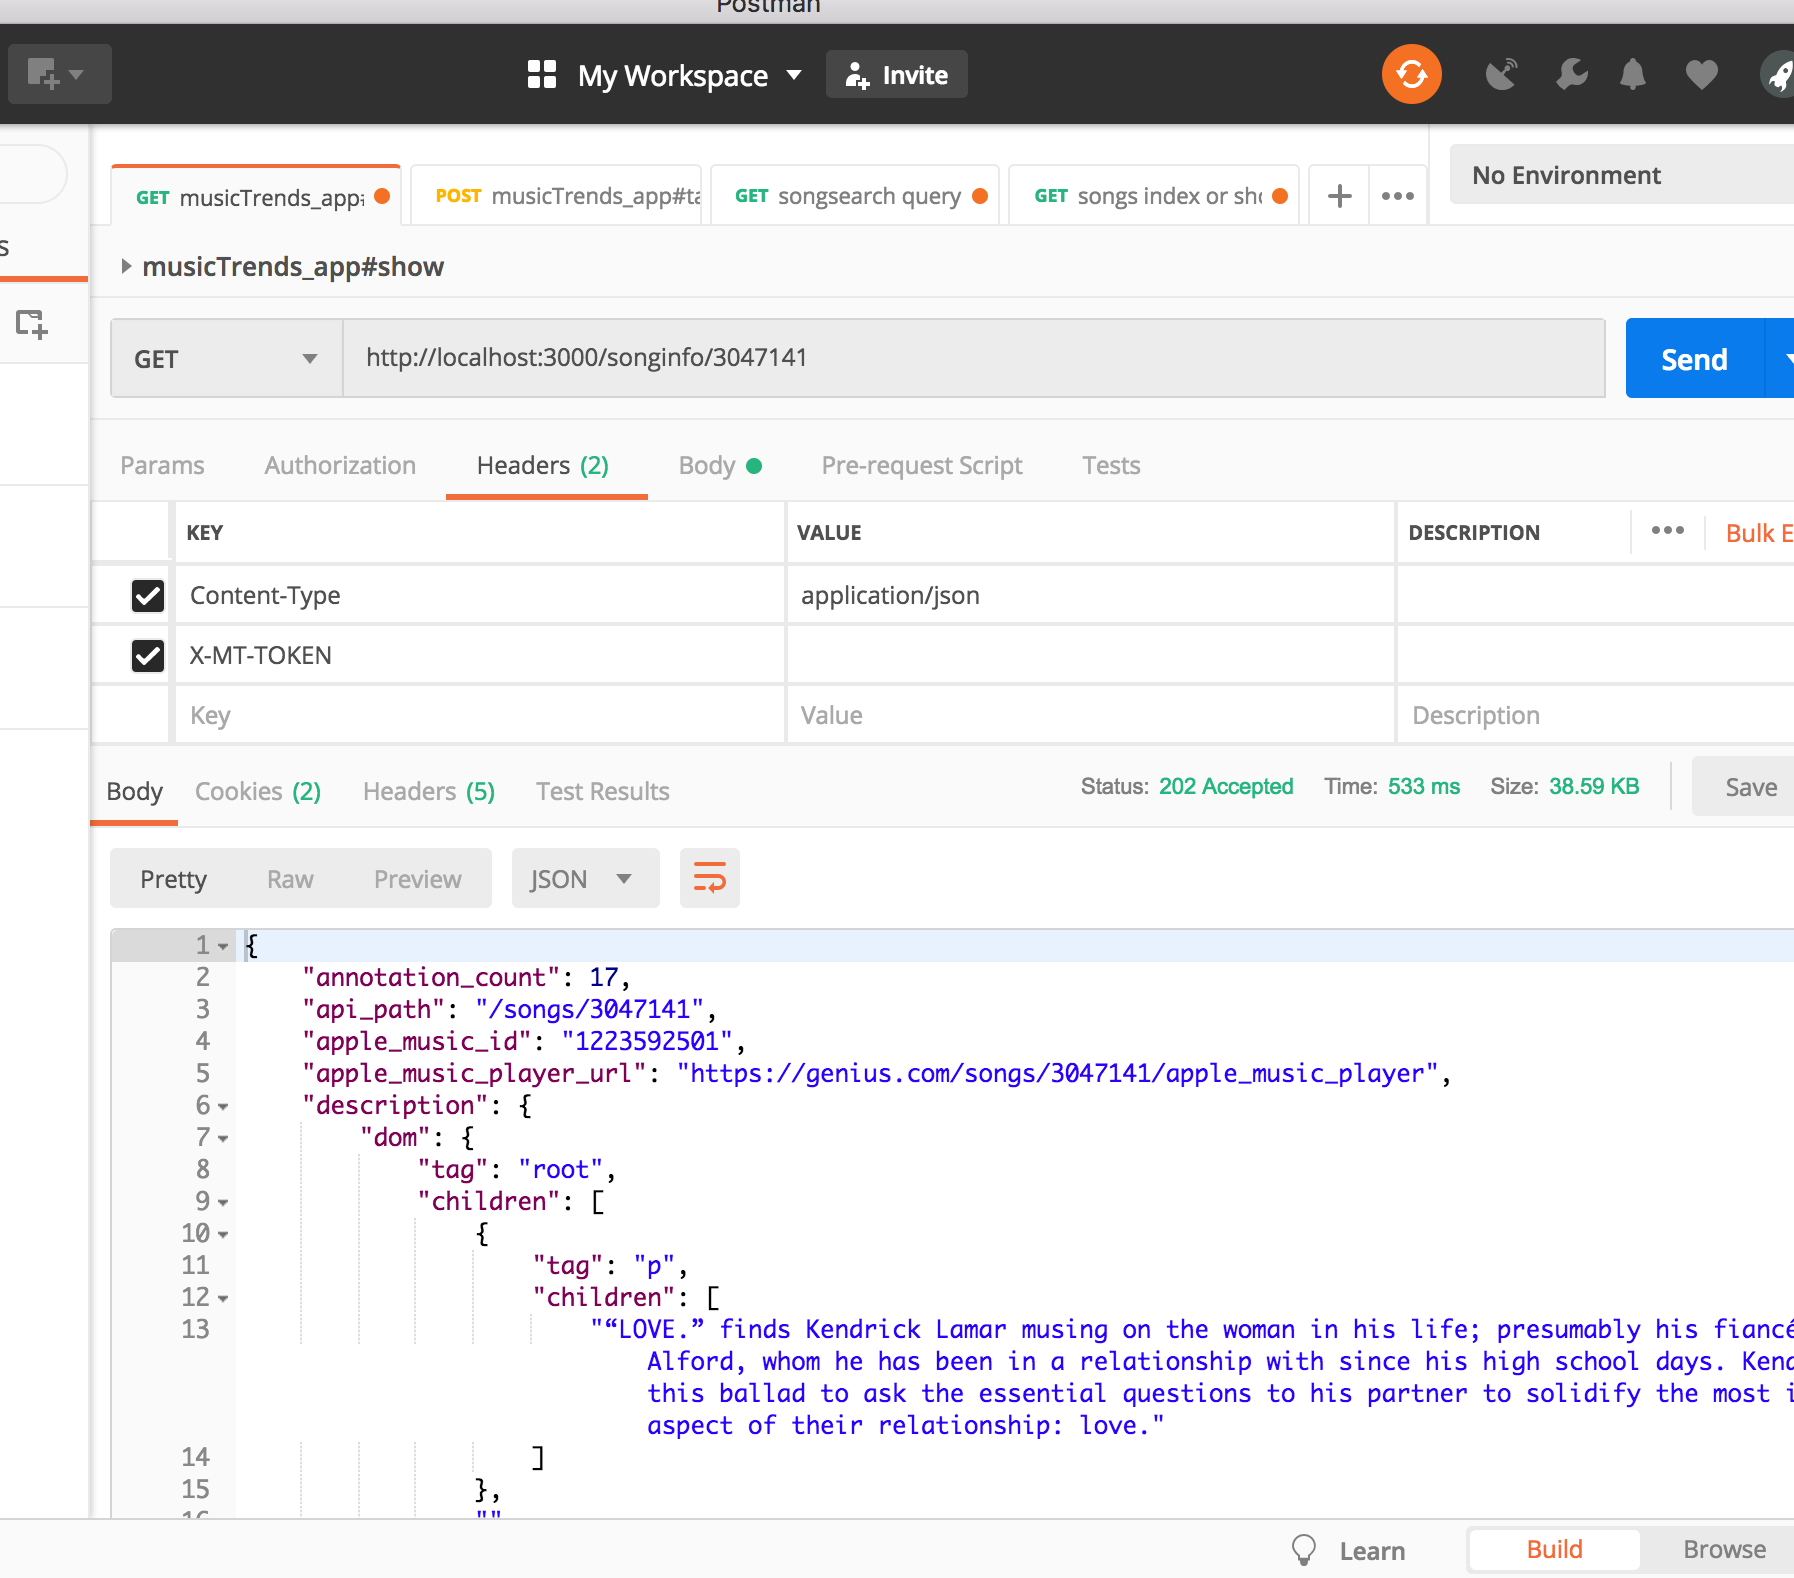 Postman
My Workspace Invite
GET musicTrends_app# POST musicTrends_app#ta GET songsearch query GET songs index or sho No Environment
s
musicTrends_app#show
GET http://localhost:3000/songinfo/3047141 Send
Params Authorization Headers (2) Body Pre-request Script Tests
KEY VALUE DESCRIPTION Bulk E
Content-Type application/json
X-MT-TOKEN
Key Value Description
Body Cookies (2) Headers (5) Test Results Status: 202 Accepted Time: 533 ms Size: 38.59 KB Save
Pretty Raw Preview JSON
1 {
2 "annotation_count": 17,
3 "api_path": "/songs/3047141",
4 "apple_music_id": "1223592501",
5 "apple_music_player_url": "https://genius.com/songs/3047141/apple_music_player",
6 "description": {
7 "dom": {
8 "tag": "root",
9 "children": [
10 {
11 "tag": "p",
12 "children": [
13 "“LOVE.” finds Kendrick Lamar musing on the woman in his life; presumably his fiancé
Alford, whom he has been in a relationship with since his high school days. Kend
this ballad to ask the essential questions to his partner to solidify the most i
aspect of their relationship: love."
14 ]
15 },
16 ""
Learn Build Browse